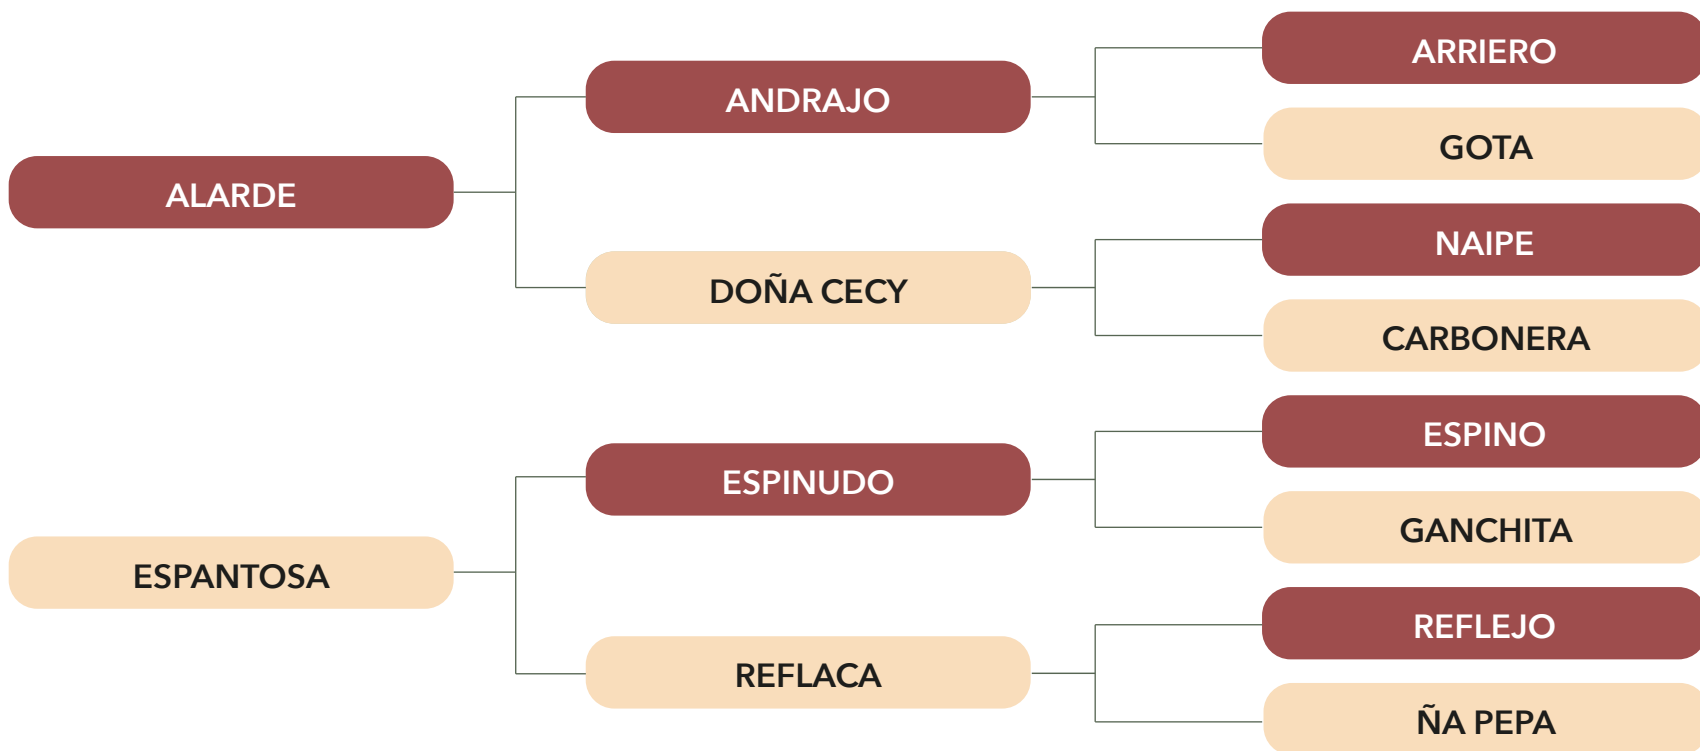 ALARDE
ESPANTOSA
ANDRAJO
DOÑA CECY
ESPINUDO
REFLACA
ARRIERO
GOTA
NAIPE
CARBONERA
ESPINO
GANCHITA
REFLEJO
ÑA PEPA